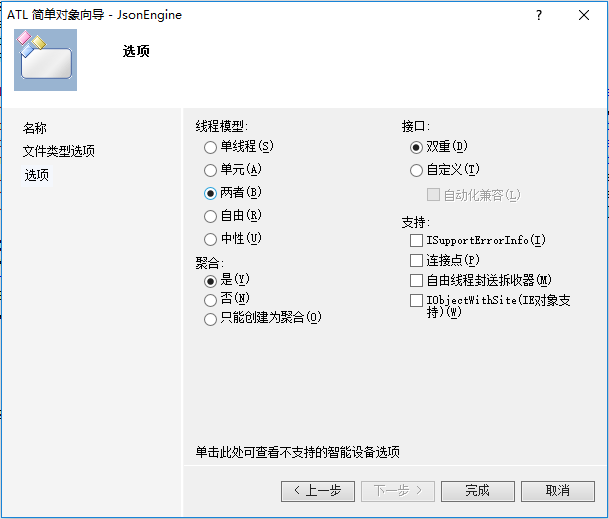 ATL 简单对象向导 - JsonEngine
?
选项
名称
文件类型选项
选项
线程模型:
单线程(S)
单元(A)
两者(B)
自由(R)
中性(U)
聚合:
是(Y)
否(N)
只能创建为聚合(O)
接口:
双重(D)
自定义(T)
自动化兼容(L)
支持:
ISupportErrorInfo(I)
连接点(P)
自由线程封送拆收器(M)
IObjectWithSite(IE对象支
持)(W)
单击此处可查看不支持的智能设备选项
< 上一步
下一步 >
完成
取消